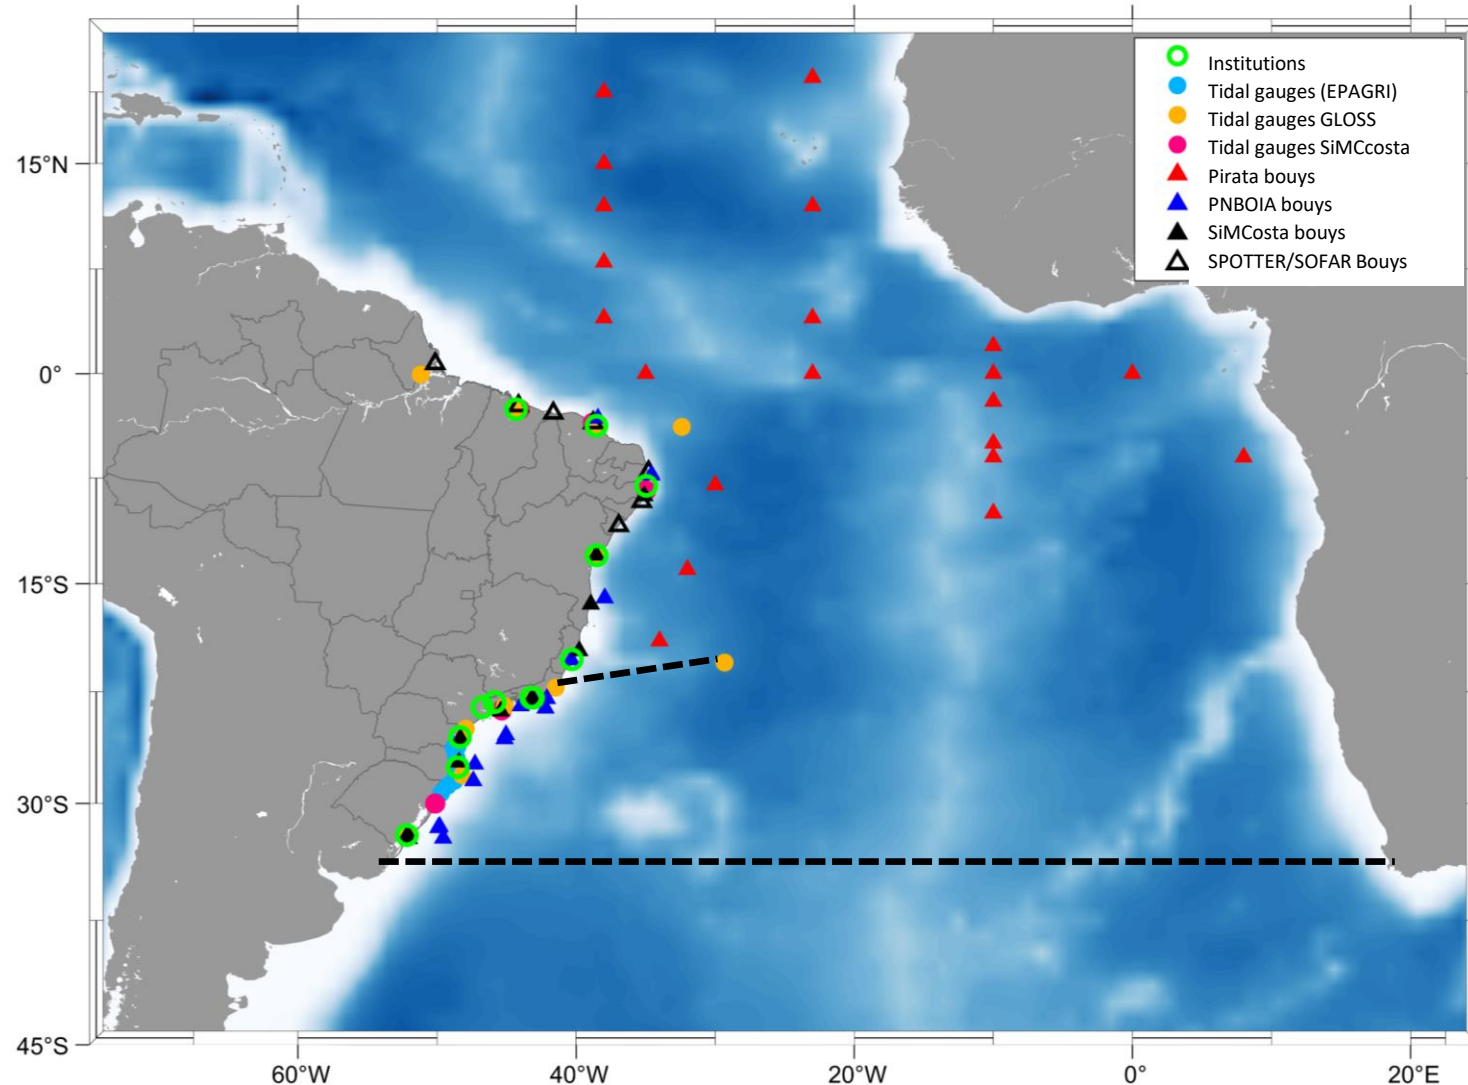 Institutions
Tidal gauges (EPAGRI)
Tidal gauges GLOSS
Tidal gauges SiMCcosta
Pirata bouys
PNBOIA bouys
SiMCosta bouys
SPOTTER/SOFAR Bouys
15°N
0°
15°S
30°S
45°S
60°W
40°W
20°W
0°
20°E